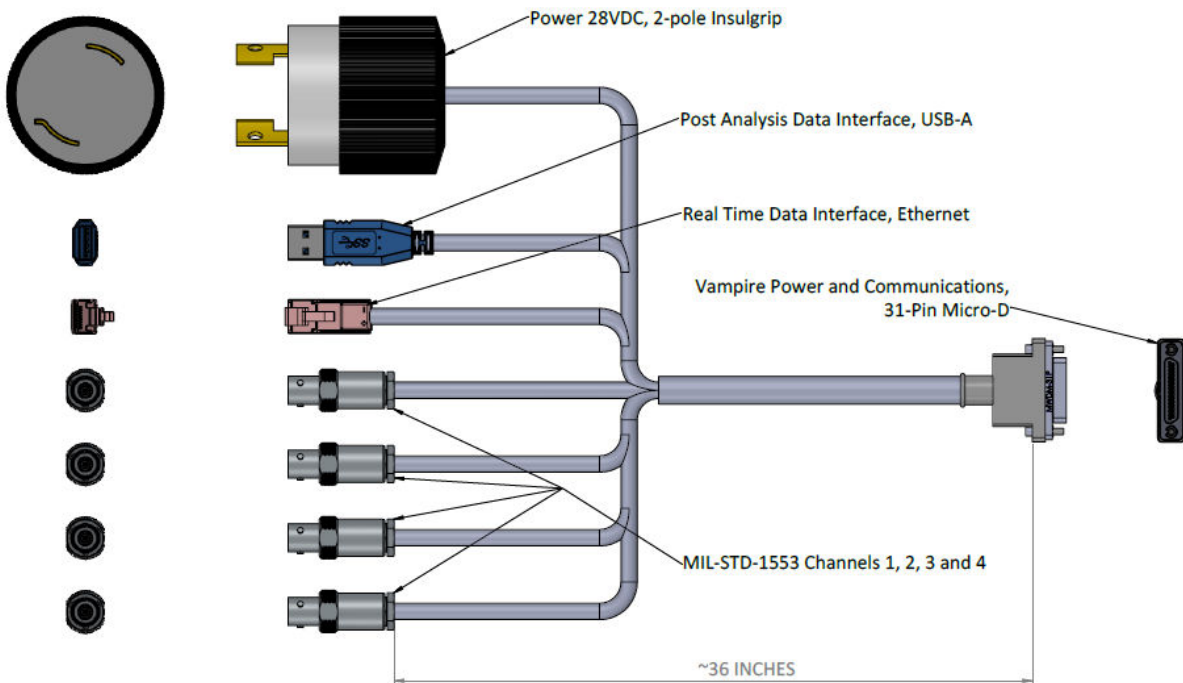 Power 28VDC, 2-pole Insulgrip
Post Analysis Data Interface, USB-A
Real Time Data Interface, Ethernet
Vampire Power and Communications,
31-Pin Micro-D
MIL-STD-1553 Channels 1, 2, 3 and 4
~36 INCHES